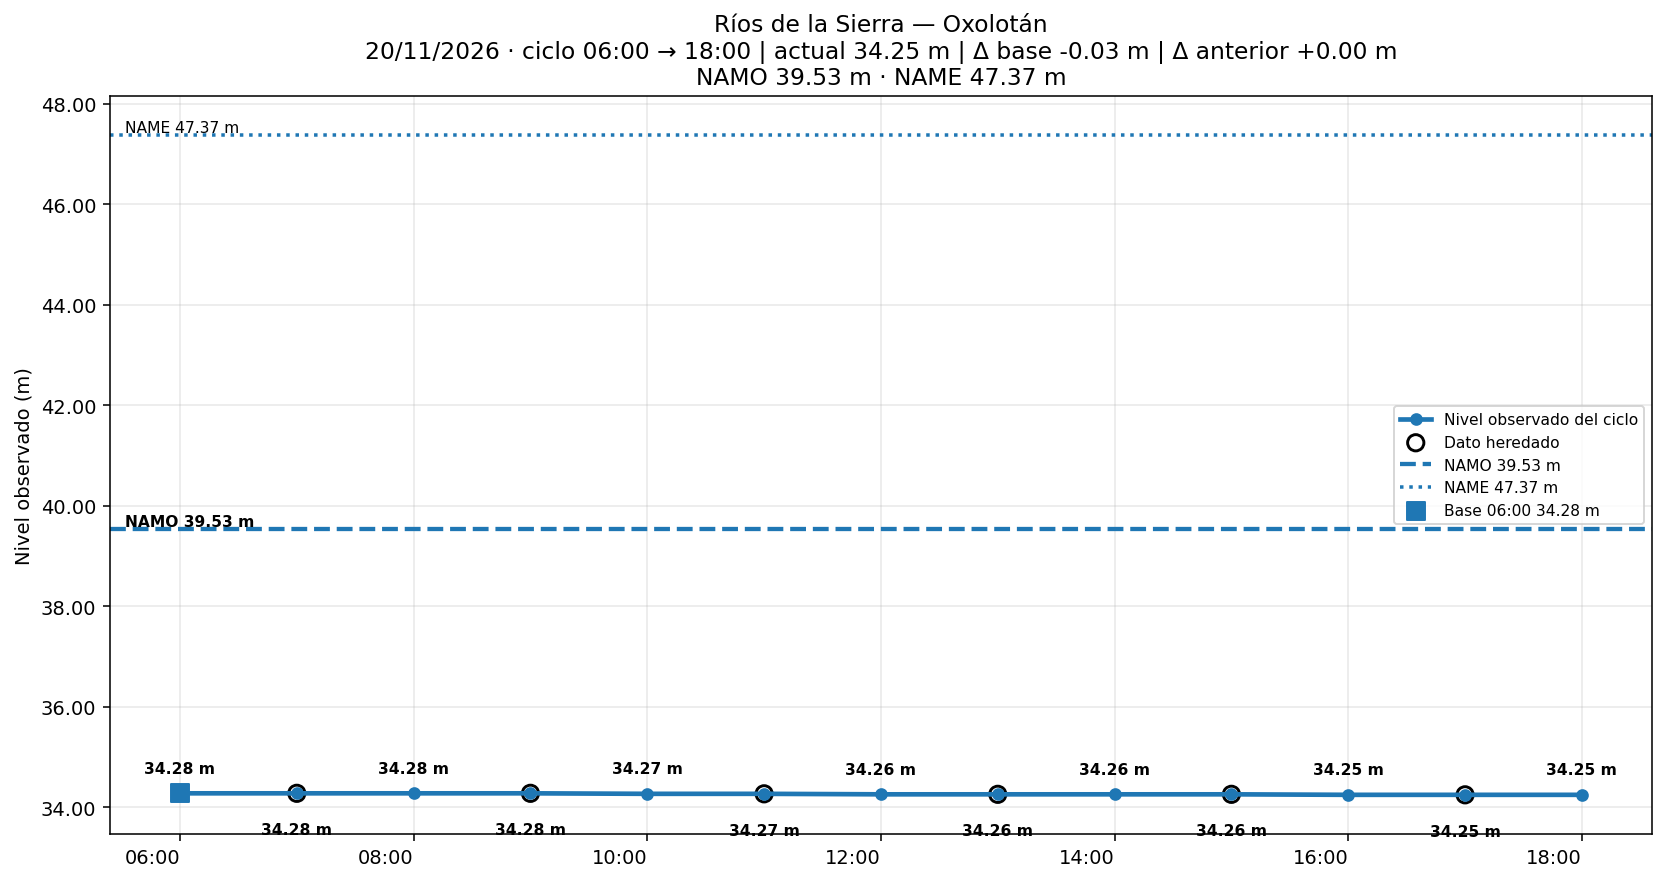 Ríos de la Sierra — Oxolotán
20/11/2026 · ciclo 06:00 → 18:00 | actual 34.25 m | Δ base -0.03 m | Δ anterior +0.00 m
NAMO 39.53 m · NAME 47.37 m
48.00
NAME 47.37 m
46.00
44.00
42.00
Nivel observado (m)
Nivel observado del ciclo
Dato heredado
NAMO 39.53 m
NAME 47.37 m
Base 06:00 34.28 m
40.00
NAMO 39.53 m
38.00
36.00
34.28 m 34.28 m 34.27 m 34.26 m 34.26 m 34.25 m 34.25 m
34.00
34.28 m 34.28 m 34.27 m 34.26 m 34.26 m 34.25 m
06:00 08:00 10:00 12:00 14:00 16:00 18:00